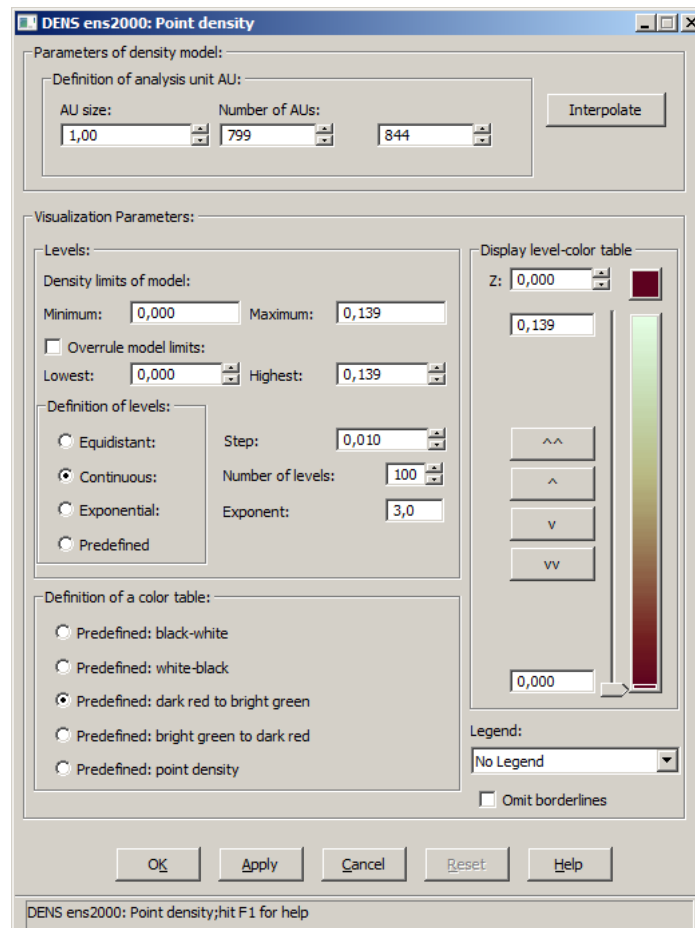 DENS ens2000: Point density
Parameters of density model:
Definition of analysis unit AU:
AU size: Number of AUs:
1,00 799 844
Interpolate
Visualization Parameters:
Levels:
Density limits of model:
Minimum: 0,000 Maximum: 0,139
Overrule model limits:
Lowest: 0,000 Highest: 0,139
Definition of levels:
Equidistant: Step: 0,010
Continuous: Number of levels: 100
Exponential: Exponent: 3,0
Predefined
Display level-color table
Z: 0,000
0,139
^^
^
v
vv
0,000
Definition of a color table:
Predefined: black-white
Predefined: white-black
Predefined: dark red to bright green
Predefined: bright green to dark red
Predefined: point density
Legend:
No Legend
Omit borderlines
OK Apply Cancel Reset Help
DENS ens2000: Point density;hit F1 for help